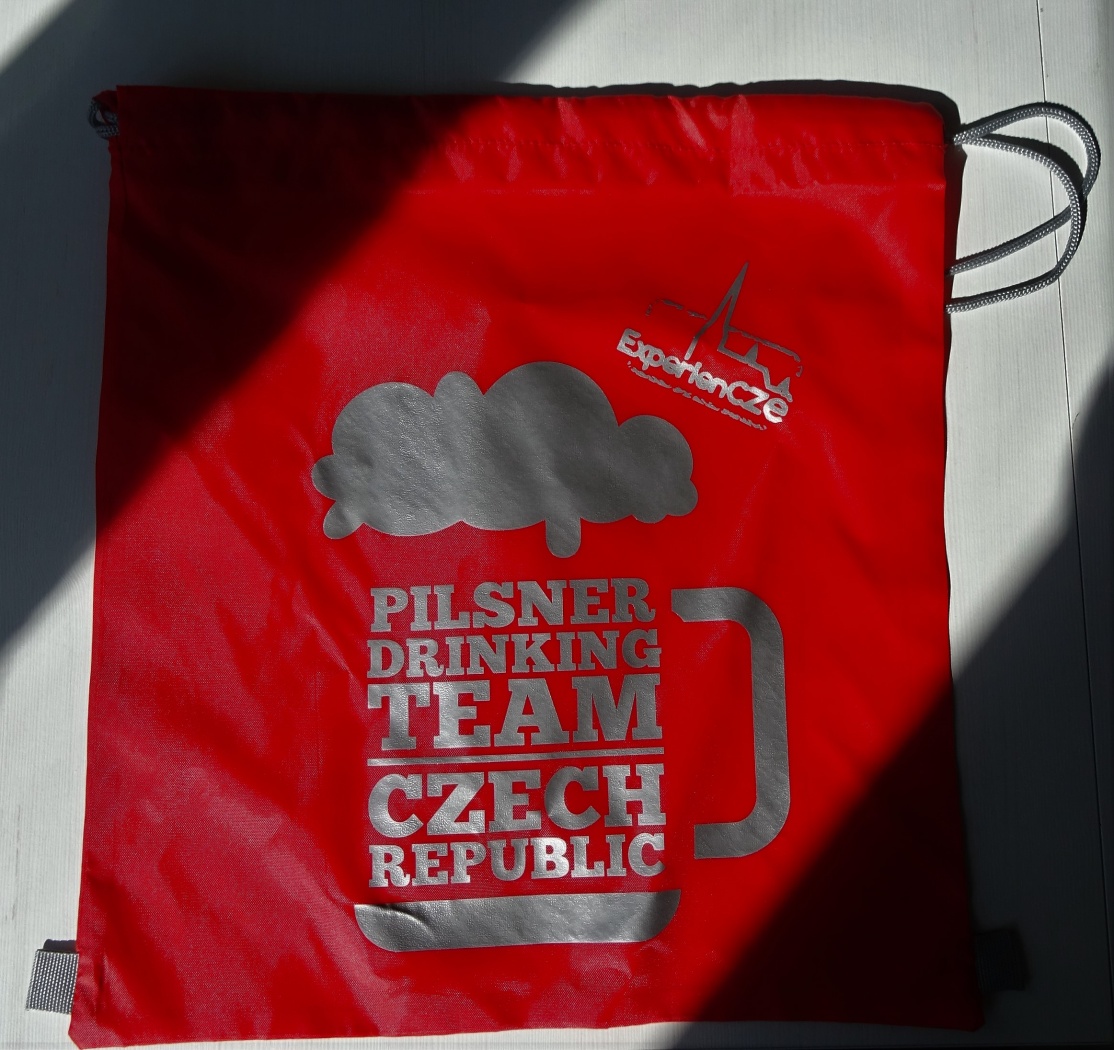 ExperienCZe
PILSNER
DRINKING
TEAM
CZECH
REPUBLIC